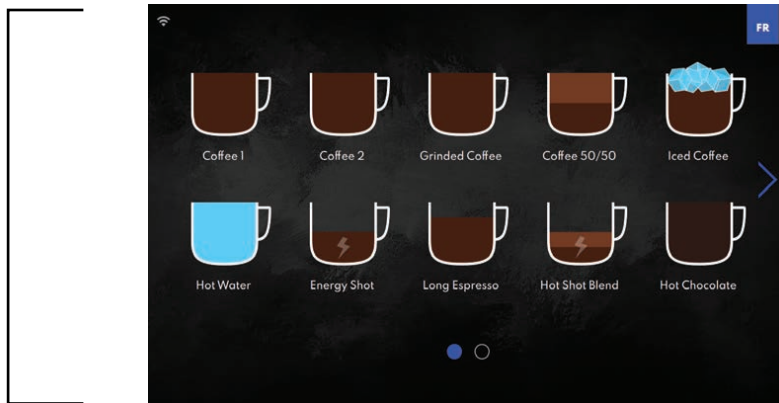 FR
Coffee 1 Coffee 2 Grinded Coffee Coffee 50/50 Iced Coffee
Hot Water Energy Shot Long Espresso Hot Shot Blend Hot Chocolate